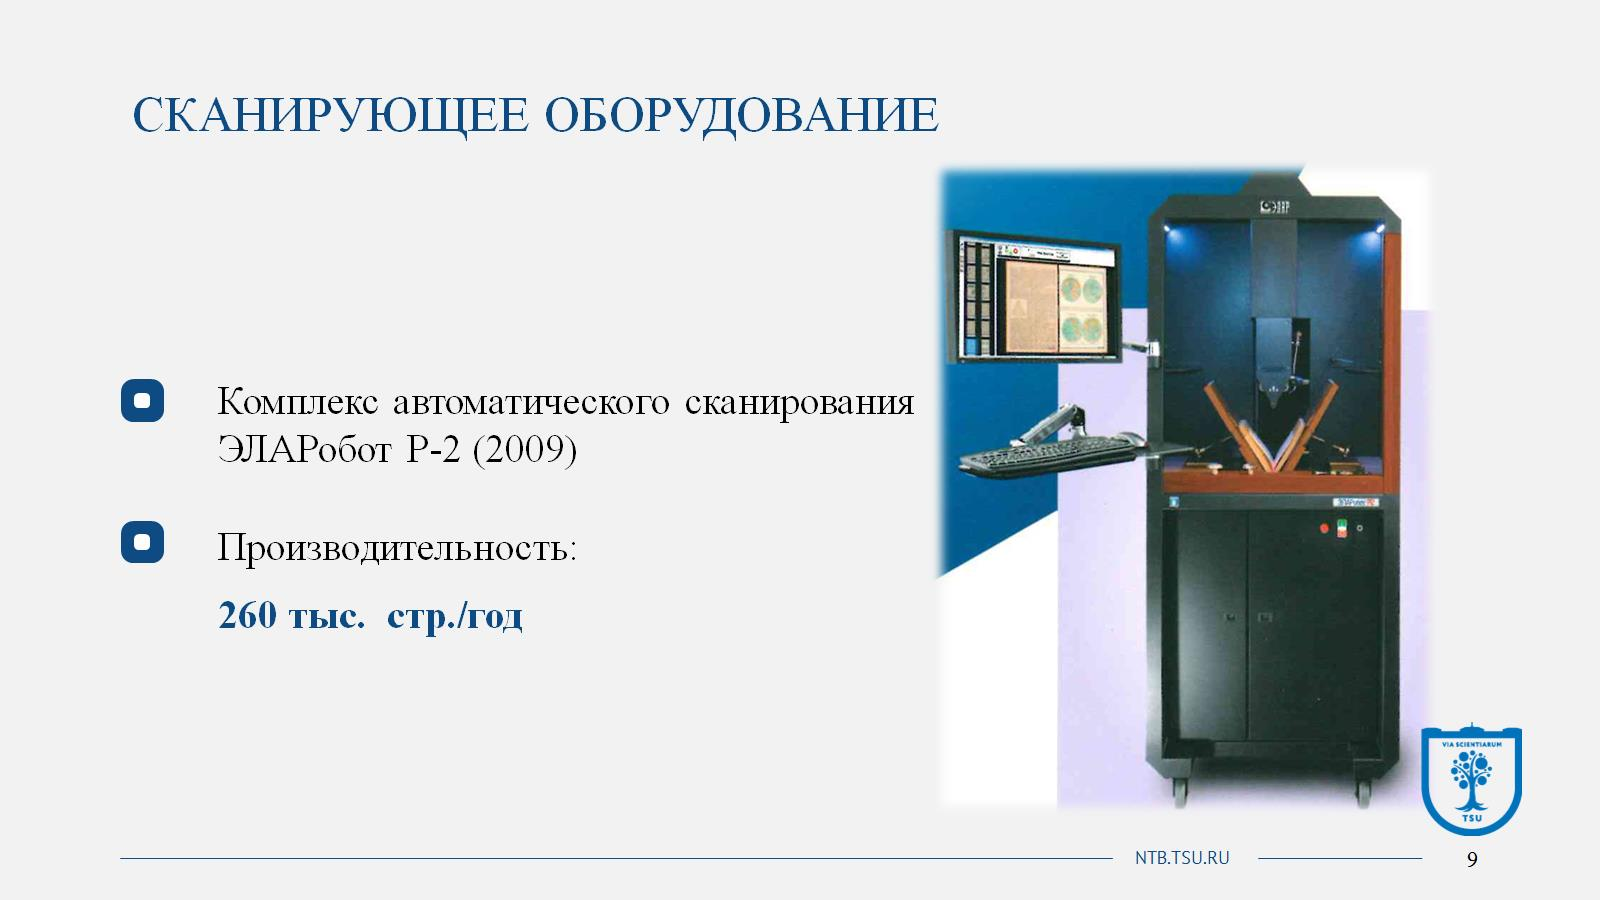 СКАНИРУЮЩЕЕ ОБОРУДОВАНИЕ
ЭЛАР
Комплекс автоматического сканирования
ЭЛАРобот Р-2 (2009)
Производительность:
260 тыс. стр./год
VIA SCIENTIARUM
TSU
NTB.TSU.RU
9